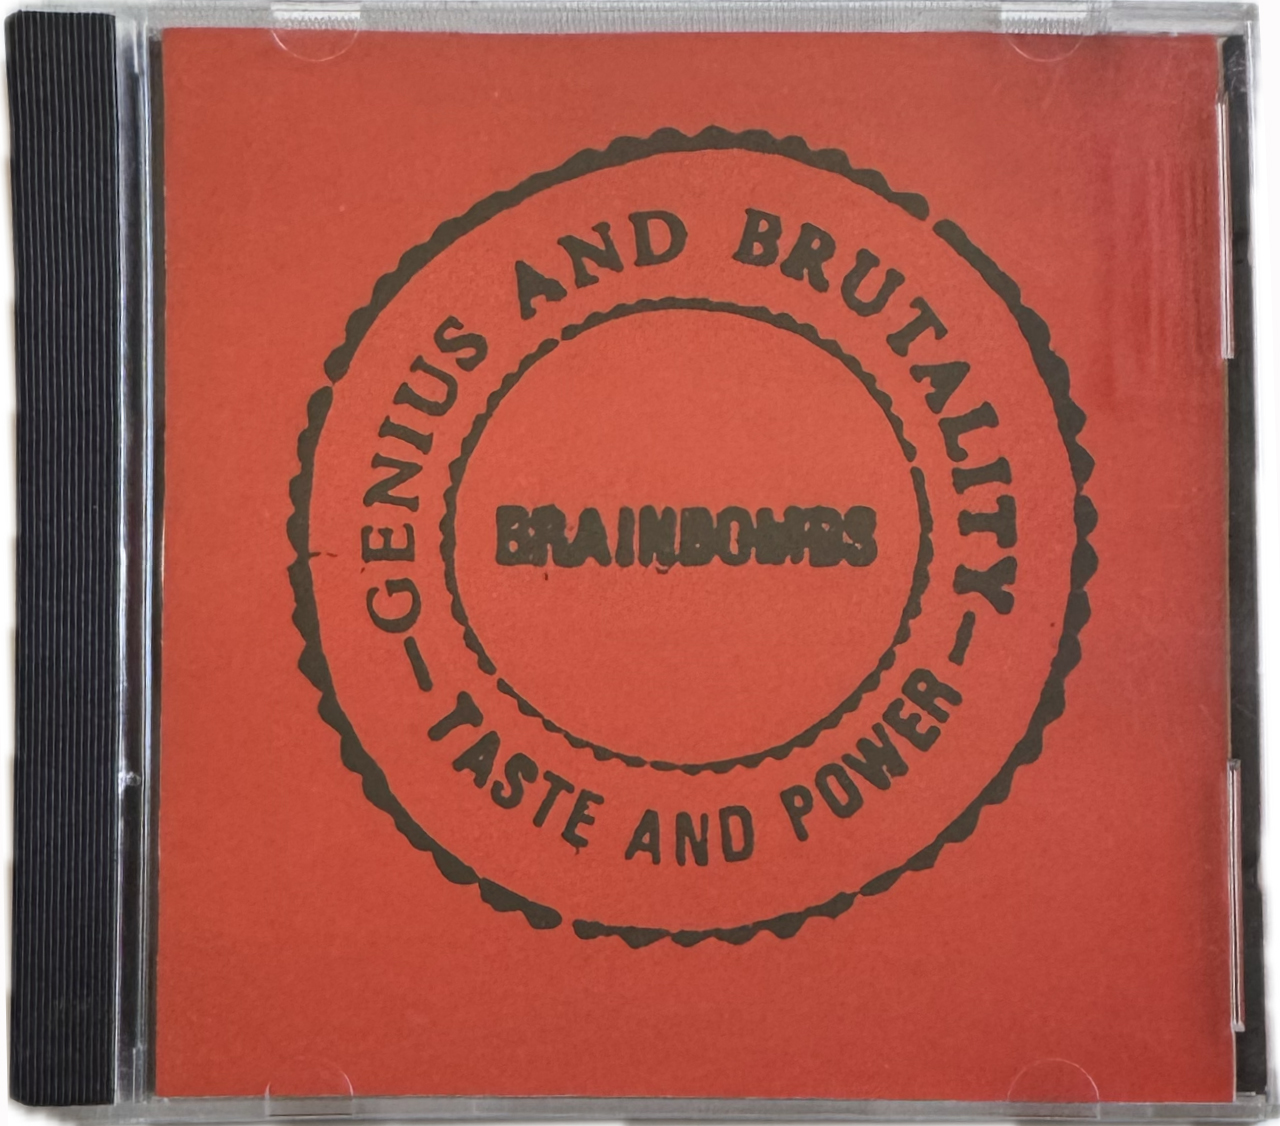 GENIUS AND BRUTALITY
BRAINBOMBS
—TASTE AND POWER—